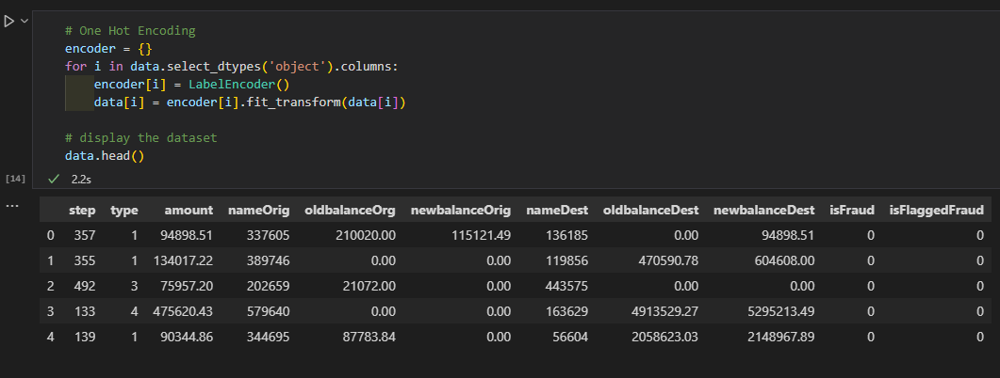 # One Hot Encoding
encoder = {}
for i in data.select_dtypes('object').columns:
    encoder[i] = LabelEncoder()
    data[i] = encoder[i].fit_transform(data[i])
# display the dataset
data.head()
[14] 2.2s
... step type amount nameOrig oldbalanceOrg newbalanceOrig nameDest oldbalanceDest newbalanceDest isFraud isFlaggedFraud
0 357 1 94898.51 337605 210020.00 115121.49 136185 0.00 94898.51 0 0
1 355 1 134017.22 389746 0.00 0.00 119856 470590.78 604608.00 0 0
2 492 3 75957.20 202659 21072.00 0.00 443575 0.00 0.00 0 0
3 133 4 475620.43 579640 0.00 0.00 163629 4913529.27 5295213.49 0 0
4 139 1 90344.86 344695 87783.84 0.00 56604 2058623.03 2148967.89 0 0